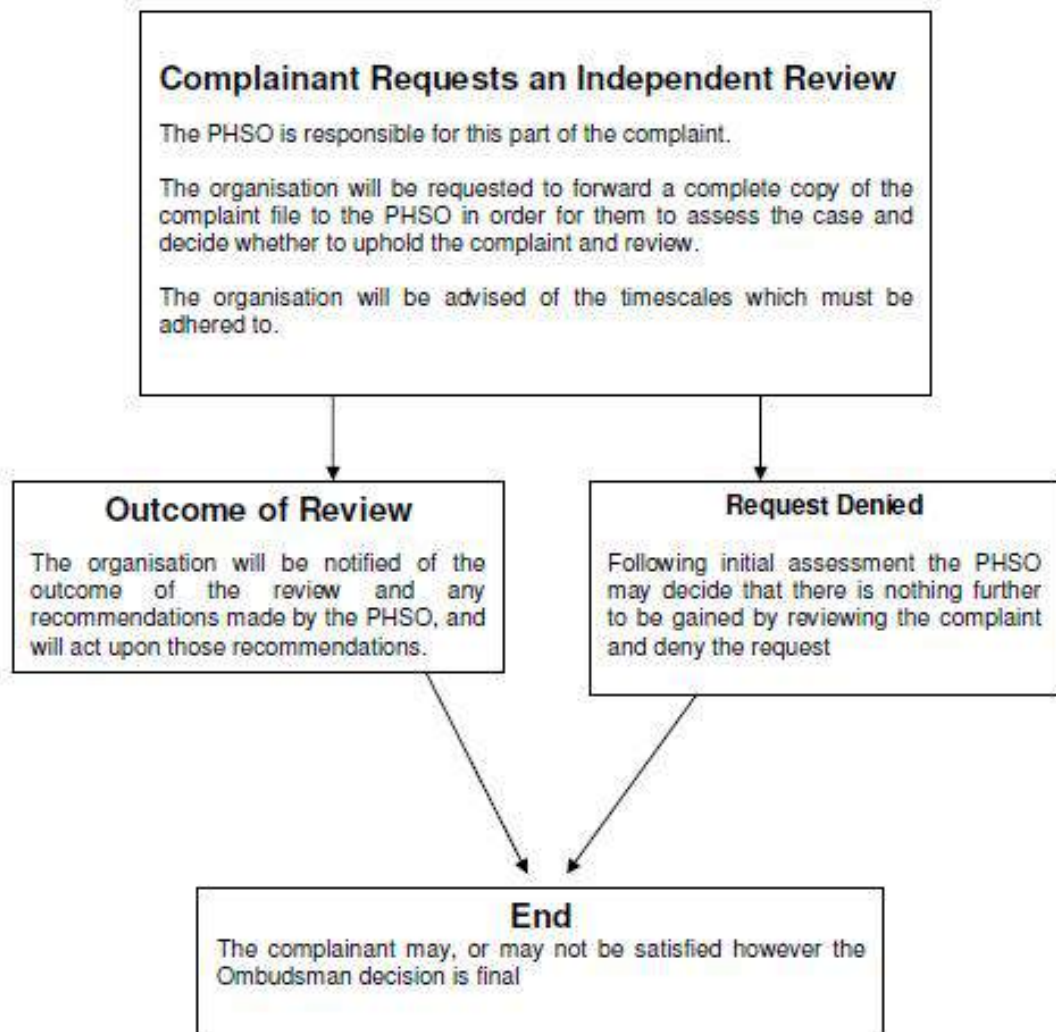 Complainant Requests an Independent Review
The PHSO is responsible for this part of the complaint.
The organisation will be requested to forward a complete copy of the
complaint file to the PHSO in order for them to assess the case and
decide whether to uphold the complaint and review.
The organisation will be advised of the timescales which must be
adhered to.
Outcome of Review
The organisation will be notified of the
outcome of the review and any
recommendations made by the PHSO, and
will act upon those recommendations.
Request Denied
Following initial assessment the PHSO
may decide that there is nothing further
to be gained by reviewing the complaint
and deny the request
End
The complainant may, or may not be satisfied however the
Ombudsman decision is final